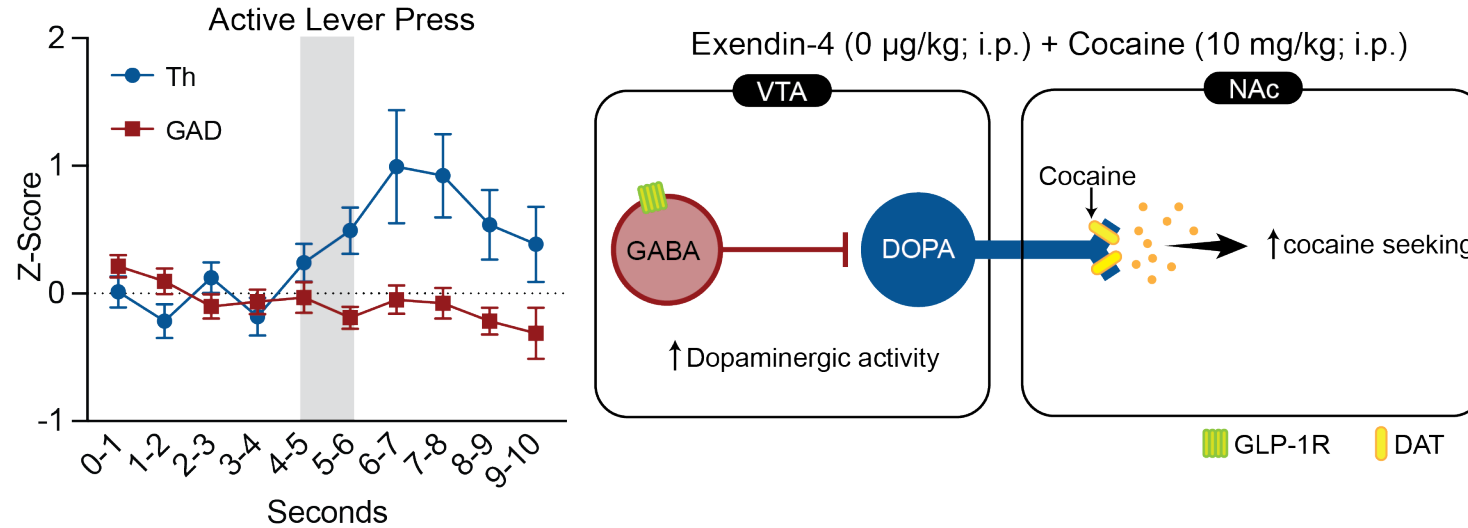 Active Lever Press
2
1
0
-1
Z-Score
Th
GAD
0-1
1-2
2-3
3-4
4-5
5-6
6-7
7-8
8-9
9-10
Seconds
Exendin-4 (0 µg/kg; i.p.) + Cocaine (10 mg/kg; i.p.)
VTA
NAc
GABA
DOPA
↑ Dopaminergic activity
Cocaine
↑ cocaine seeking
GLP-1R
DAT